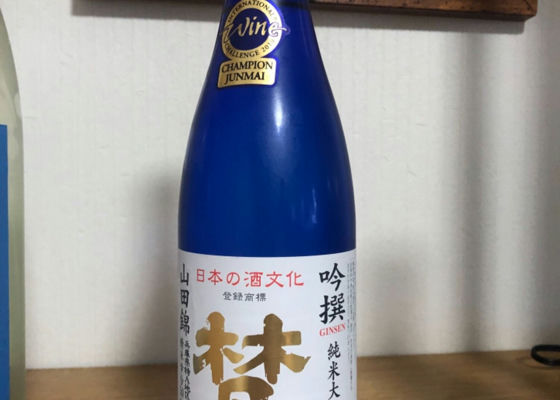 INTERNATIONAL
Wine
CHALLENGE
CHAMPION
JUNMAI
日本の酒文化
登録商標
吟撰
GINSEN
純米大
梵
山田錦